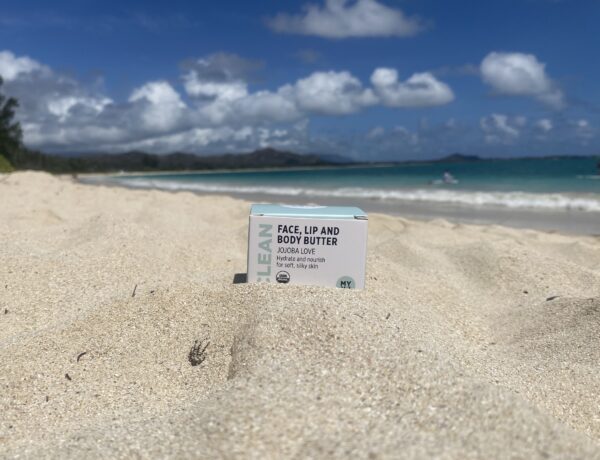 CLEAN
FACE, LIP AND
BODY BUTTER
JOJOBA LOVE
Hydrate and nourish
for soft, silky skin
MY